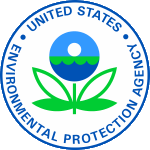 UNITED STATES
ENVIRONMENTAL PROTECTION AGENCY